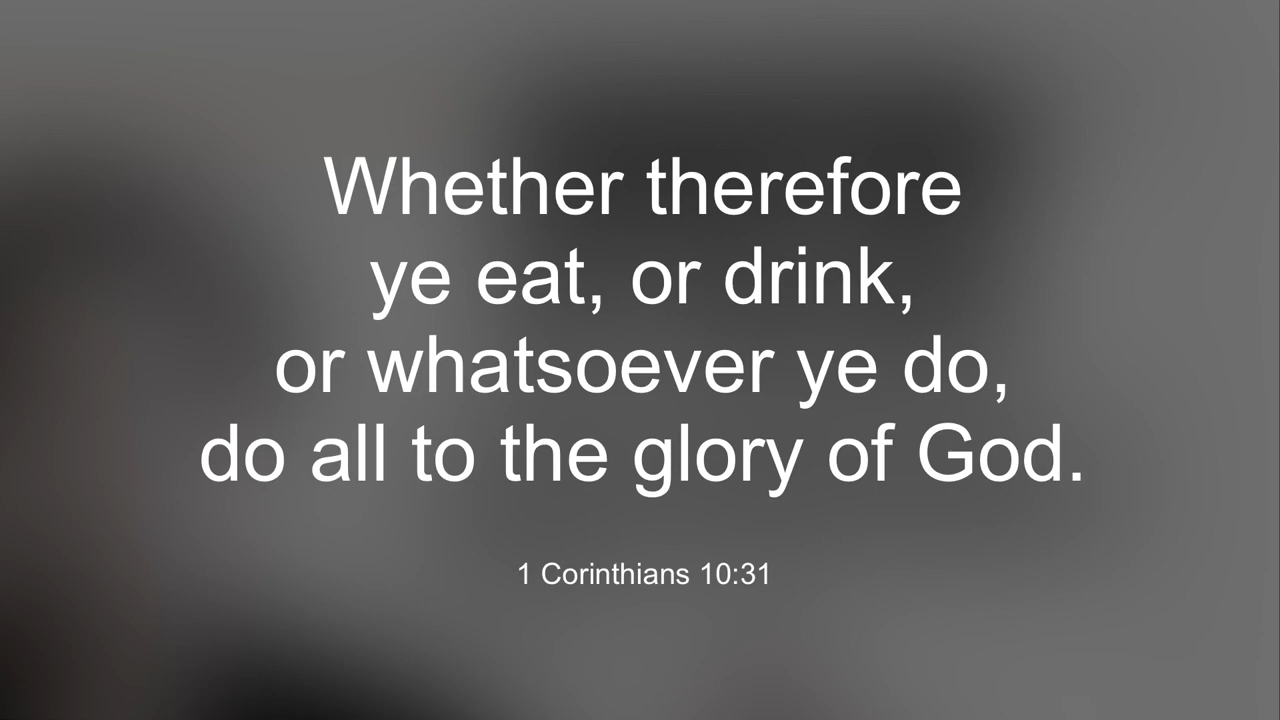 Whether therefore
ye eat, or drink,
or whatsoever ye do,
do all to the glory of God.
1 Corinthians 10:31